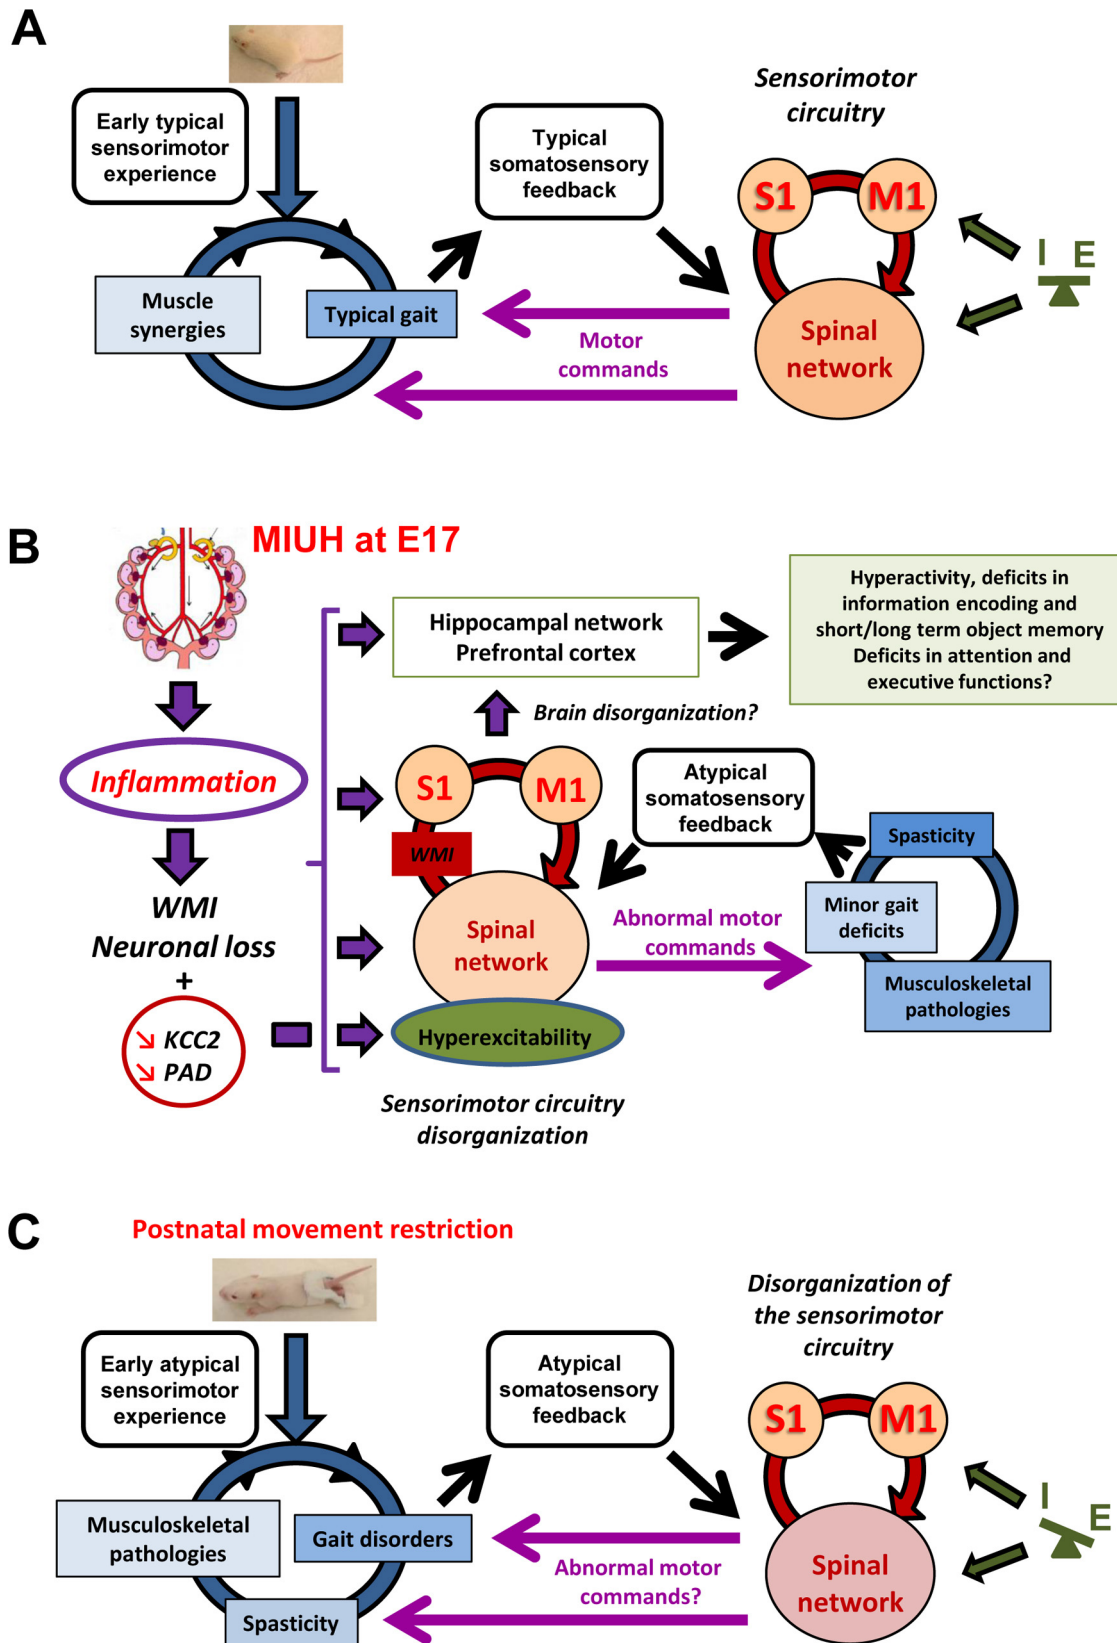 A
Early typical
sensorimotor
experience
Typical
somatosensory
feedback
Sensorimotor
circuitry
S1
M1
I E
Muscle
synergies
Typical gait
Motor
commands
Spinal
network
B
MIUH at E17
Inflammation
WMI
Neuronal loss
+
↘ KCC2
↘ PAD
Hippocampal network
Prefrontal cortex
Hyperactivity, deficits in
information encoding and
short/long term object memory
Deficits in attention and
executive functions?
Brain disorganization?
S1
M1
WMI
Spinal
network
Hyperexcitability
Sensorimotor circuitry
disorganization
Atypical
somatosensory
feedback
Abnormal motor
commands
Spasticity
Minor gait
deficits
Musculoskeletal
pathologies
C
Postnatal movement restriction
Early atypical
sensorimotor
experience
Atypical
somatosensory
feedback
Disorganization of
the sensorimotor
circuitry
S1
M1
I E
Musculoskeletal
pathologies
Gait disorders
Spasticity
Abnormal motor
commands?
Spinal
network